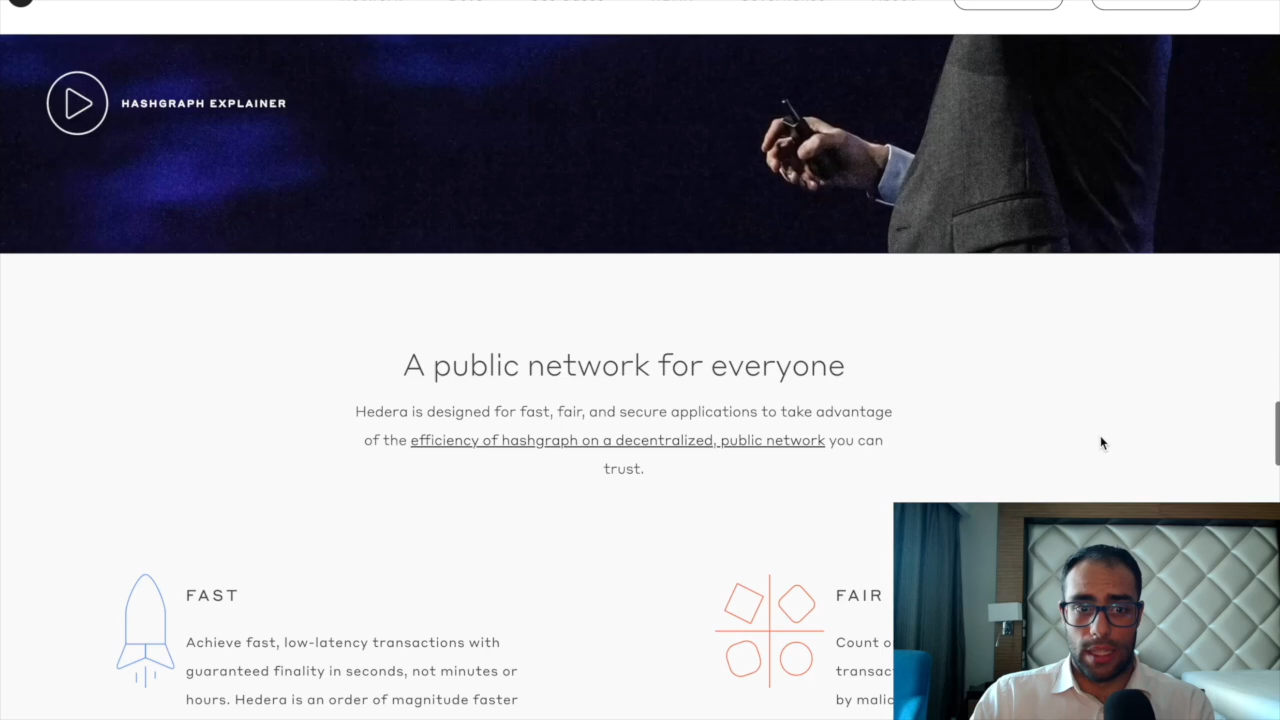 HASHGRAPH EXPLAINER
A public network for everyone
Hedera is designed for fast, fair, and secure applications to take advantage
of the efficiency of hashgraph on a decentralized, public network you can
trust.
FAST
Achieve fast, low-latency transactions with
guaranteed finality in seconds, not minutes or
hours. Hedera is an order of magnitude faster
FAIR
Count
by